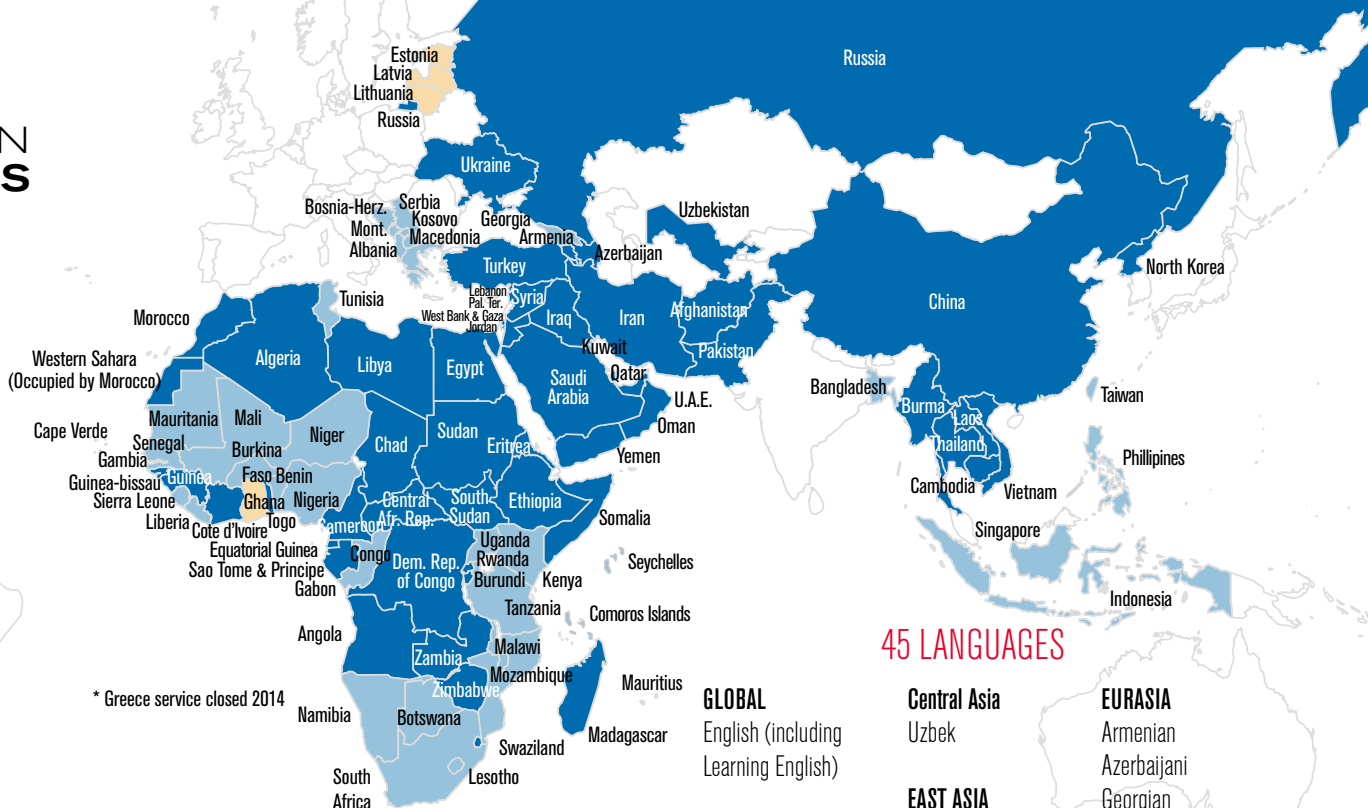 N
S
Russia
Estonia
Latvia
Lithuania
Russia
Ukraine
Bosnia-Herz.
Serbia
Kosovo
Mont.
Macedonia
Albania
Georgia
Armenia
Azerbaijan
Uzbekistan
North Korea
Turkey
Tunisia
Lebanon
Pal. Ter.
West Bank & Gaza
Jordan
Syria
Iraq
Iran
Afghanistan
China
Morocco
Western Sahara
(Occupied by Morocco)
Algeria
Libya
Egypt
Kuwait
Qatar
Saudi
Arabia
Pakistan
U.A.E.
Oman
Yemen
Bangladesh
Burma
Laos
Thailand
Cambodia
Vietnam
Taiwan
Phillipines
Singapore
Indonesia
Cape Verde
Mauritania
Mali
Niger
Chad
Sudan
Eritrea
Senegal
Gambia
Guinea-bissau
Guinea
Sierra Leone
Liberia
Burkina
Faso
Benin
Ghana
Nigeria
Cote d'Ivoire
Togo
Equatorial Guinea
Sao Tome & Principe
Gabon
Cameroon
Central
Afr. Rep.
South
Sudan
Ethiopia
Somalia
Congo
Dem. Rep.
of Congo
Uganda
Rwanda
Burundi
Kenya
Tanzania
Seychelles
Comoros Islands
Angola
Zambia
Malawi
Mozambique
Zimbabwe
Mauritius
Madagascar
Namibia
Botswana
Swaziland
Lesotho
South
Africa
* Greece service closed 2014
45 LANGUAGES
GLOBAL
English (including
Learning English)
Central Asia
Uzbek
EAST ASIA
EURASIA
Armenian
Azerbaijani
Georgian